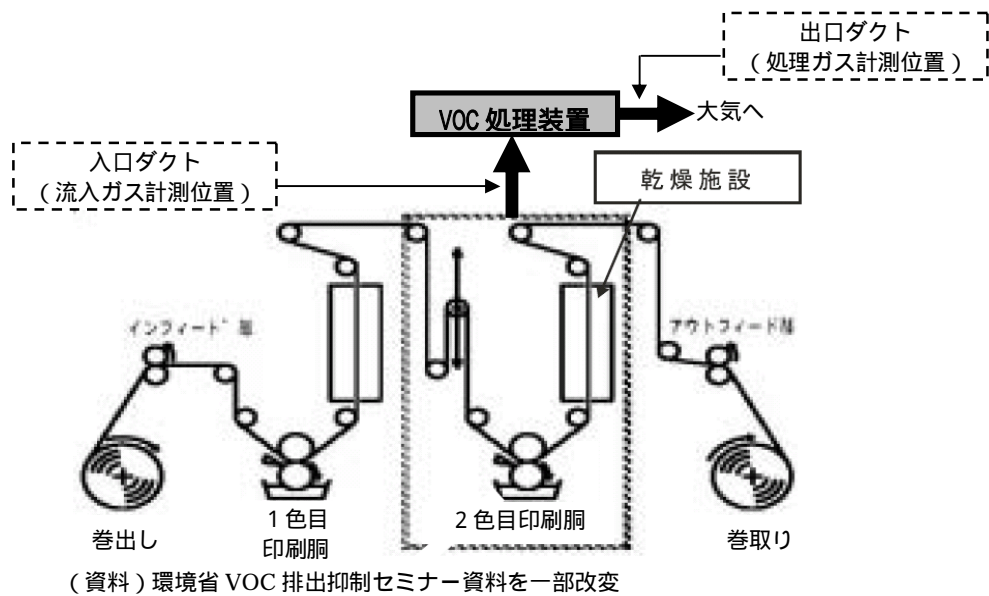 出口ダクト
（処理ガス計測位置）
VOC 処理装置
大気へ
入口ダクト
（流入ガス計測位置）
乾 燥 施 設
インフィード部
アウトフィード部
1 色目
印刷胴
2 色目印刷胴
巻出し
巻取り
（資料）環境省 VOC 排出抑制セミナー資料を一部改変